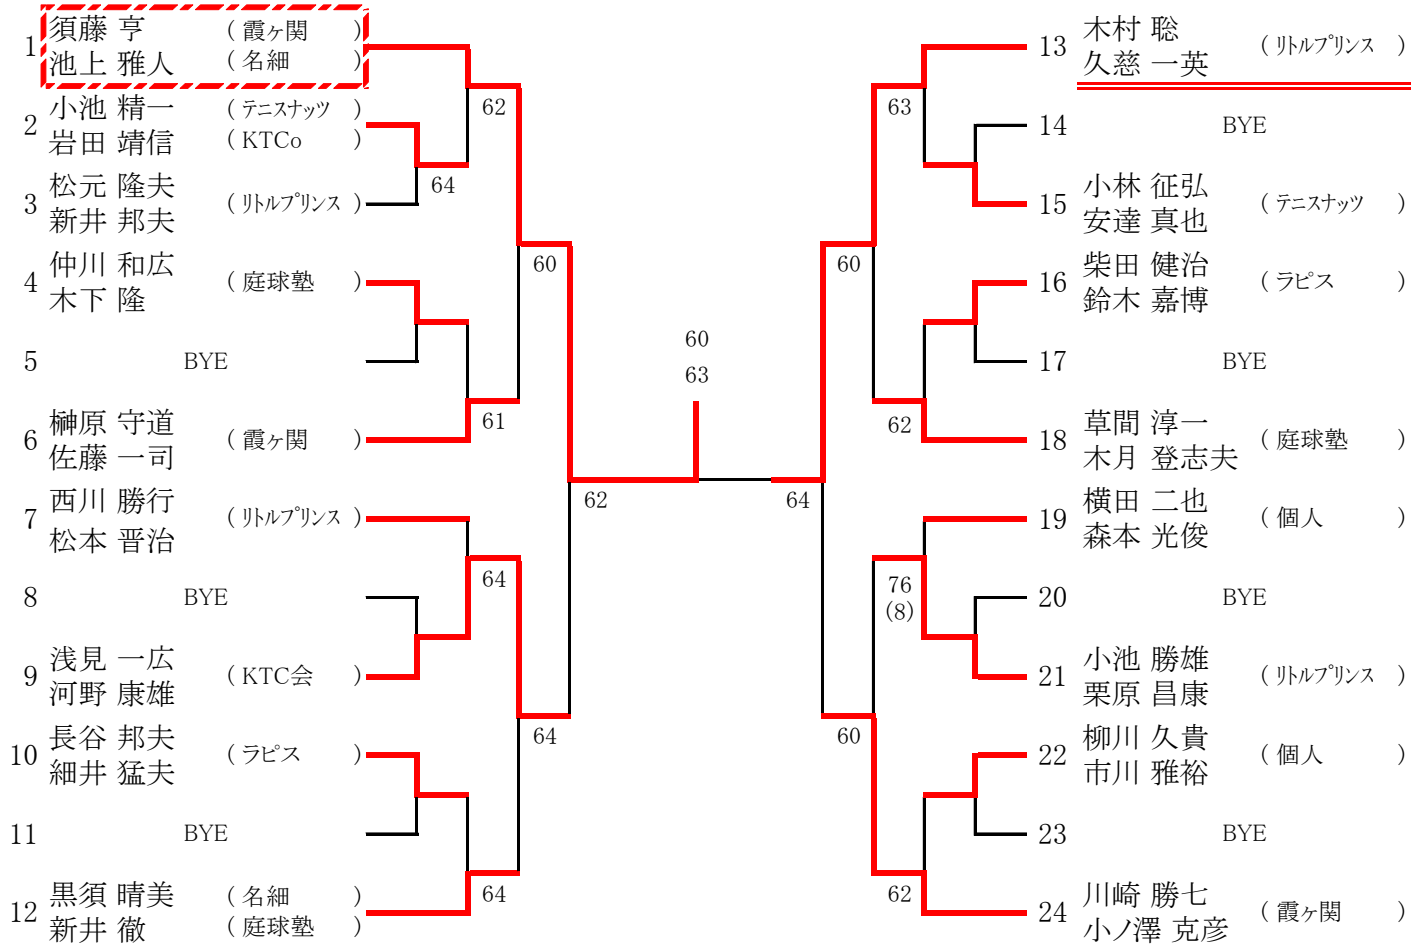 1 須藤 亨 ( 霞ヶ関 )
池上 雅人 ( 名細 )
2 小池 精一 ( テニスナッツ )
岩田 靖信 ( KTCo )
3 松元 隆夫 ( リトルプリンス )
新井 邦夫
4 仲川 和広 ( 庭球塾 )
木下 隆
5 BYE
6 榊原 守道 ( 霞ヶ関 )
佐藤 一司
7 西川 勝行 ( リトルプリンス )
松本 晋治
8 BYE
9 浅見 一広 ( KTC会 )
河野 康雄
10 長谷 邦夫 ( ラピス )
細井 猛夫
11 BYE
12 黒須 晴美 ( 名細 )
新井 徹 ( 庭球塾 )
62
64
60
61
62
64
64
64
60
63
63
60
62
64
76
(8)
60
62
13 木村 聡 ( リトルプリンス )
久慈 一英
14 BYE
15 小林 征弘 ( テニスナッツ )
安達 真也
16 柴田 健治 ( ラピス )
鈴木 嘉博
17 BYE
18 草間 淳一 ( 庭球塾 )
木月 登志夫
19 横田 二也 ( 個人 )
森本 光俊
20 BYE
21 小池 勝雄 ( リトルプリンス )
栗原 昌康
22 柳川 久貴 ( 個人 )
市川 雅裕
23 BYE
24 川崎 勝七 ( 霞ヶ関 )
小ノ澤 克彦